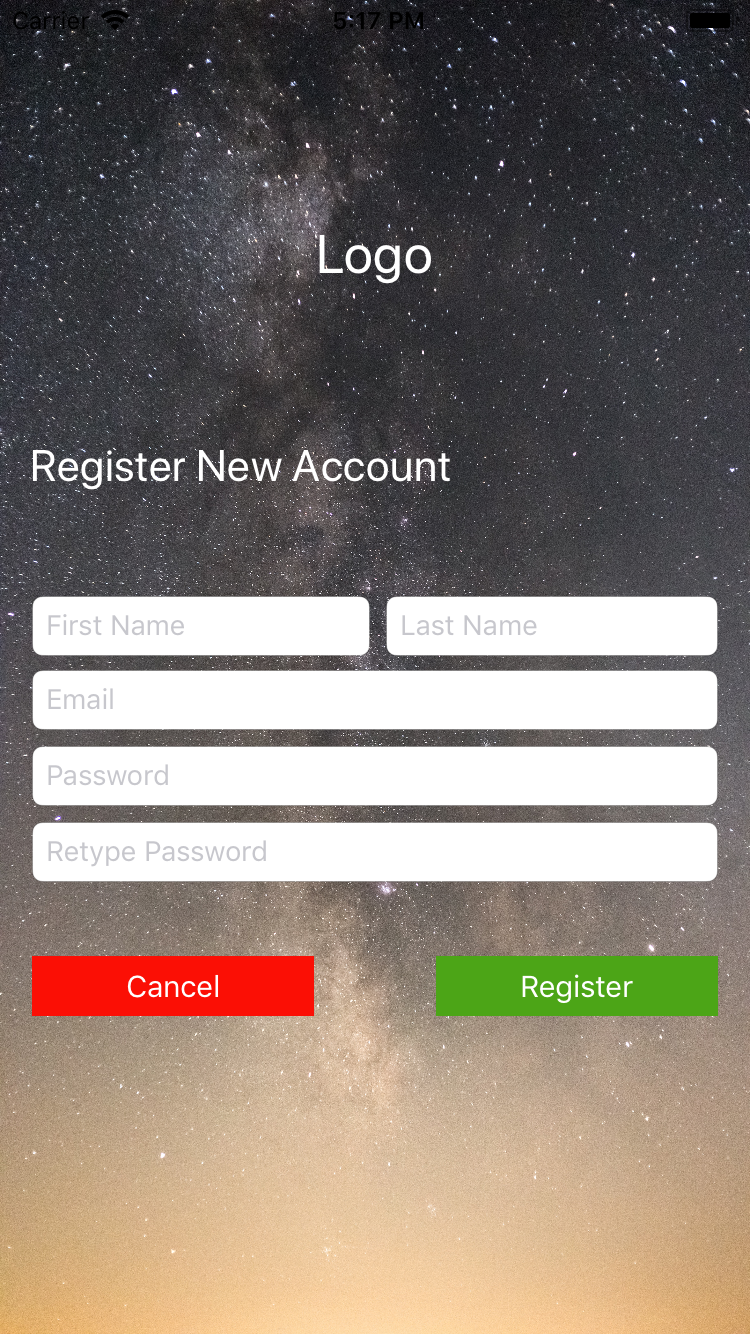 Carrier 5:17 PM
Logo
Register New Account
First Name Last Name
Email
Password
Retype Password
Cancel Register